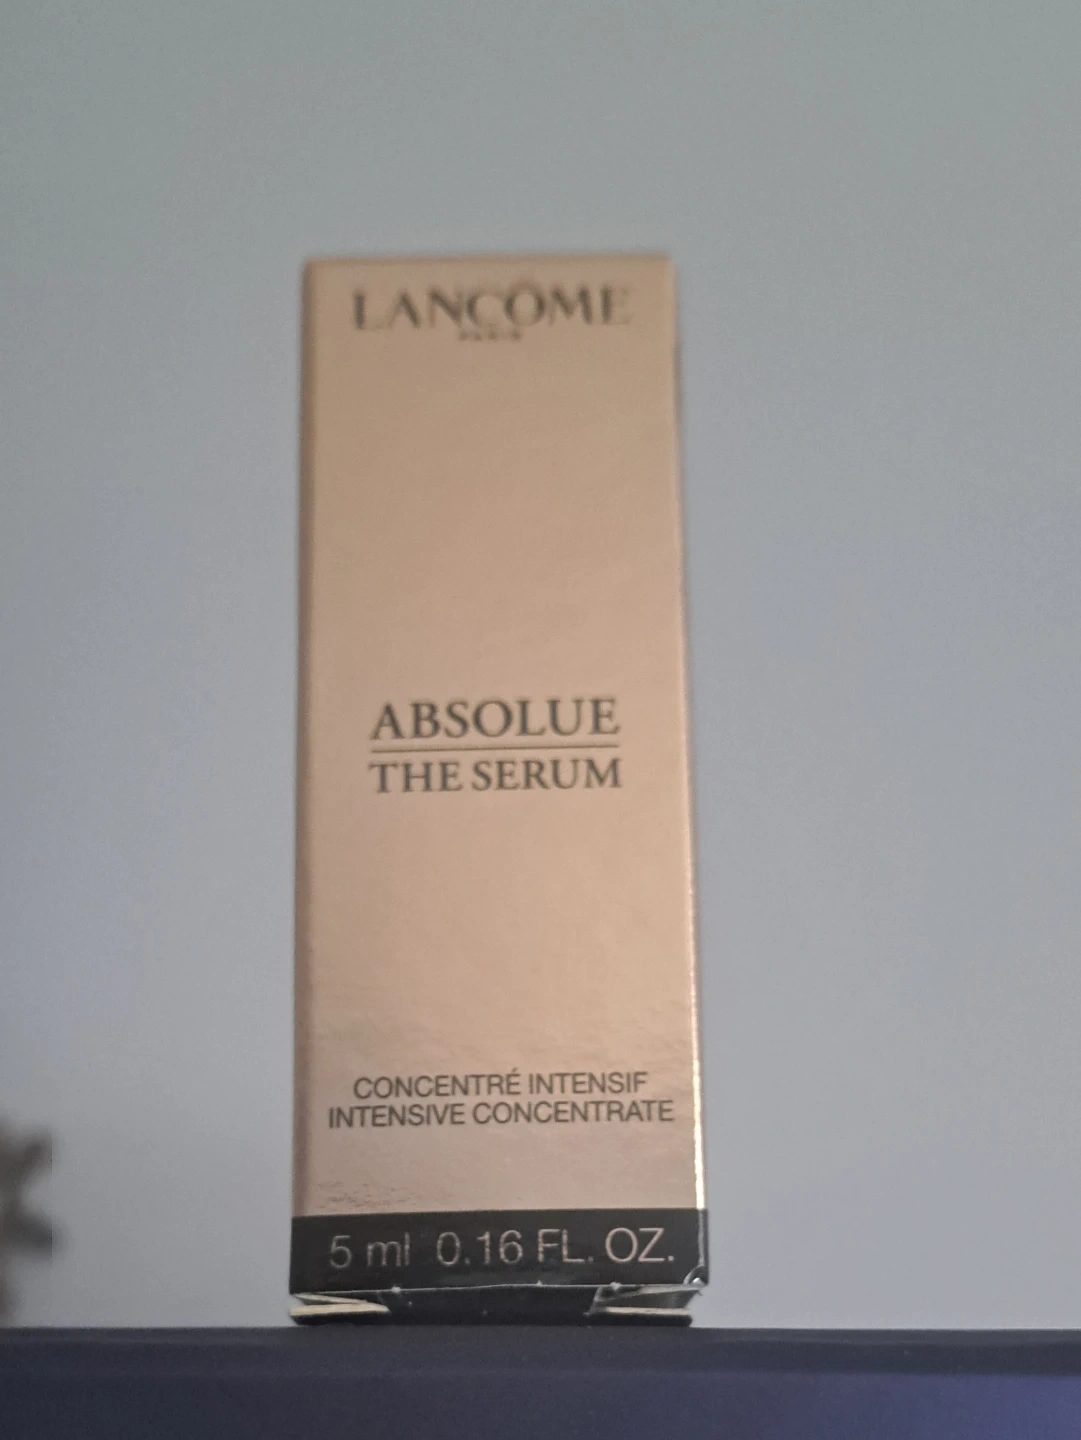 LANCÔME
PARIS
ABSOLUE
THE SERUM
CONCENTRÉ INTENSIF
INTENSIVE CONCENTRATE
5 ml 0.16 FL. OZ.